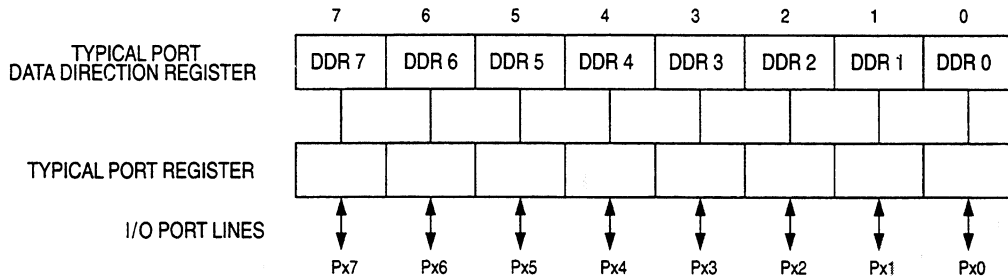 7 6 5 4 3 2 1 0
TYPICAL PORT
DATA DIRECTION REGISTER
DDR 7 DDR 6 DDR 5 DDR 4 DDR 3 DDR 2 DDR 1 DDR 0
TYPICAL PORT REGISTER
I/O PORT LINES
Px7 Px6 Px5 Px4 Px3 Px2 Px1 Px0